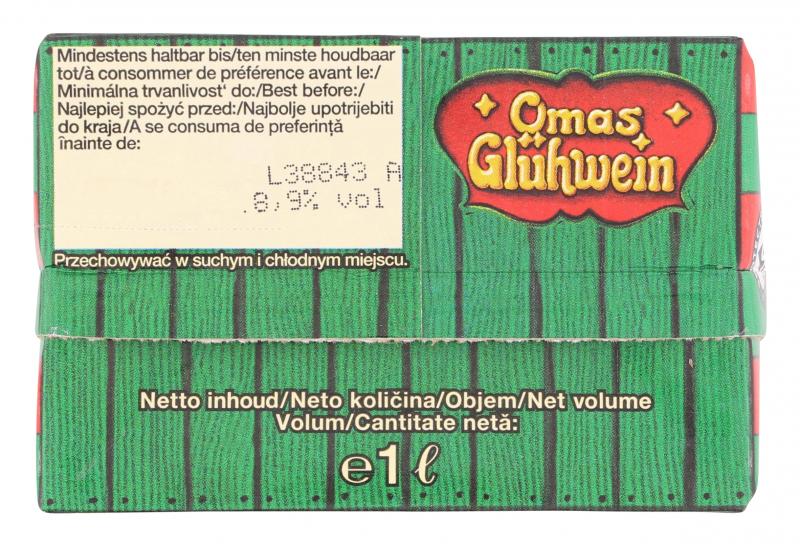 Mindestens haltbar bis/ten minste houdbaar
tot/à consommer de préférence avant le:/
Minimálna trvanlivosť do:/Best before:/
Najlepiej spożyć przed:/Najbolje upotrijebiti
do kraja/A se consuma de preferinţă
înainte de:
L38843 A
.8,9% vol
Przechowywać w suchym i chłodnym miejscu.
Omas
Glühwein
Netto inhoud/Neto količina/Objem/Net volume
Volum/Cantitate netă:
℮1 ℓ